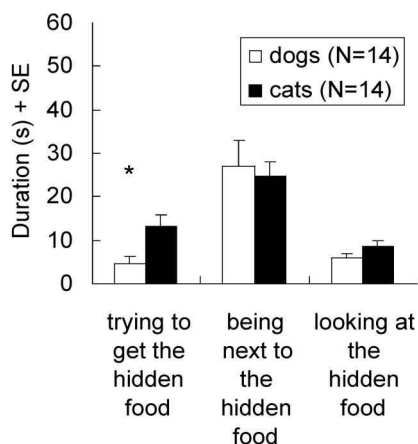 Duration (s) + SE
60
50
40
30
20
10
0
dogs (N=14)
cats (N=14)
*
trying to
get the
hidden
food
being
next to
the
hidden
food
looking at
the
hidden
food